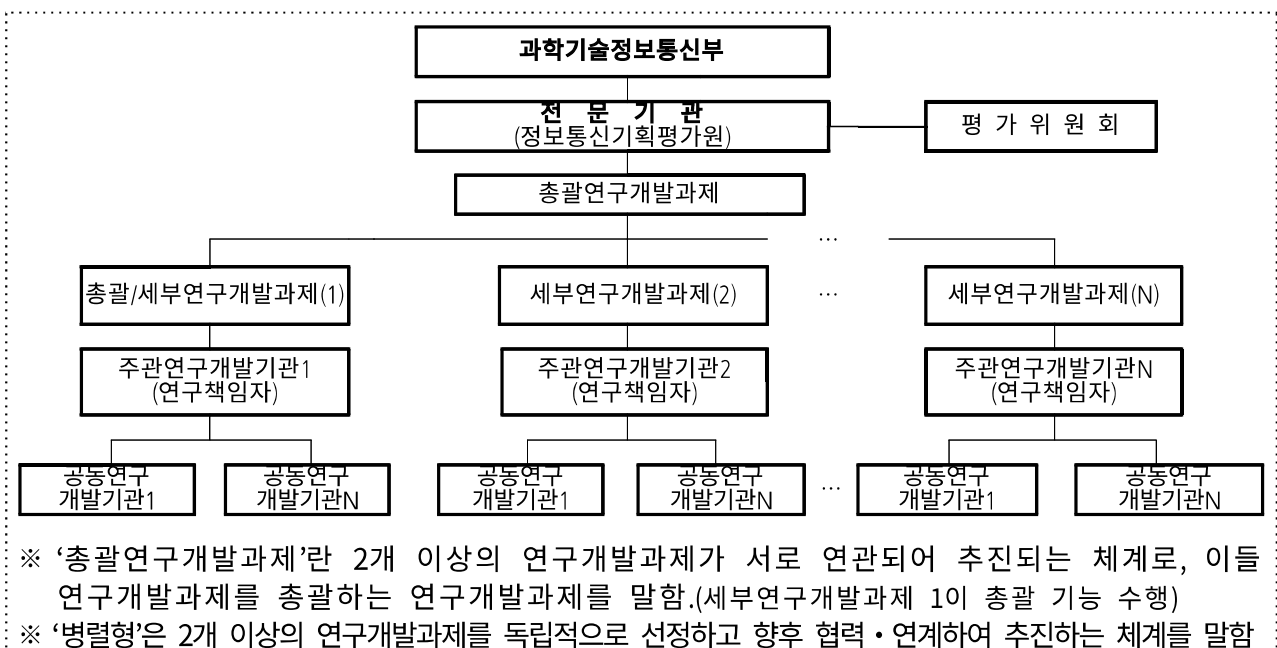 과학기술정보통신부
전 문 기 관
(정보통신기획평가원)
평 가 위 원 회
총괄연구개발과제
…
총괄/세부연구개발과제(1)
세부연구개발과제(2)
…
세부연구개발과제(N)
주관연구개발기관1
(연구책임자)
주관연구개발기관2
(연구책임자)
주관연구개발기관N
(연구책임자)
공동연구
개발기관1
공동연구
개발기관N
공동연구
개발기관1
공동연구
개발기관N
…
공동연구
개발기관1
공동연구
개발기관N
※ ‘총괄연구개발과제’란 2개 이상의 연구개발과제가 서로 연관되어 추진되는 체계로, 이들
연구개발과제를 총괄하는 연구개발과제를 말함.(세부연구개발과제 1이 총괄 기능 수행)
※ ‘병렬형’은 2개 이상의 연구개발과제를 독립적으로 선정하고 향후 협력・연계하여 추진하는 체계를 말함